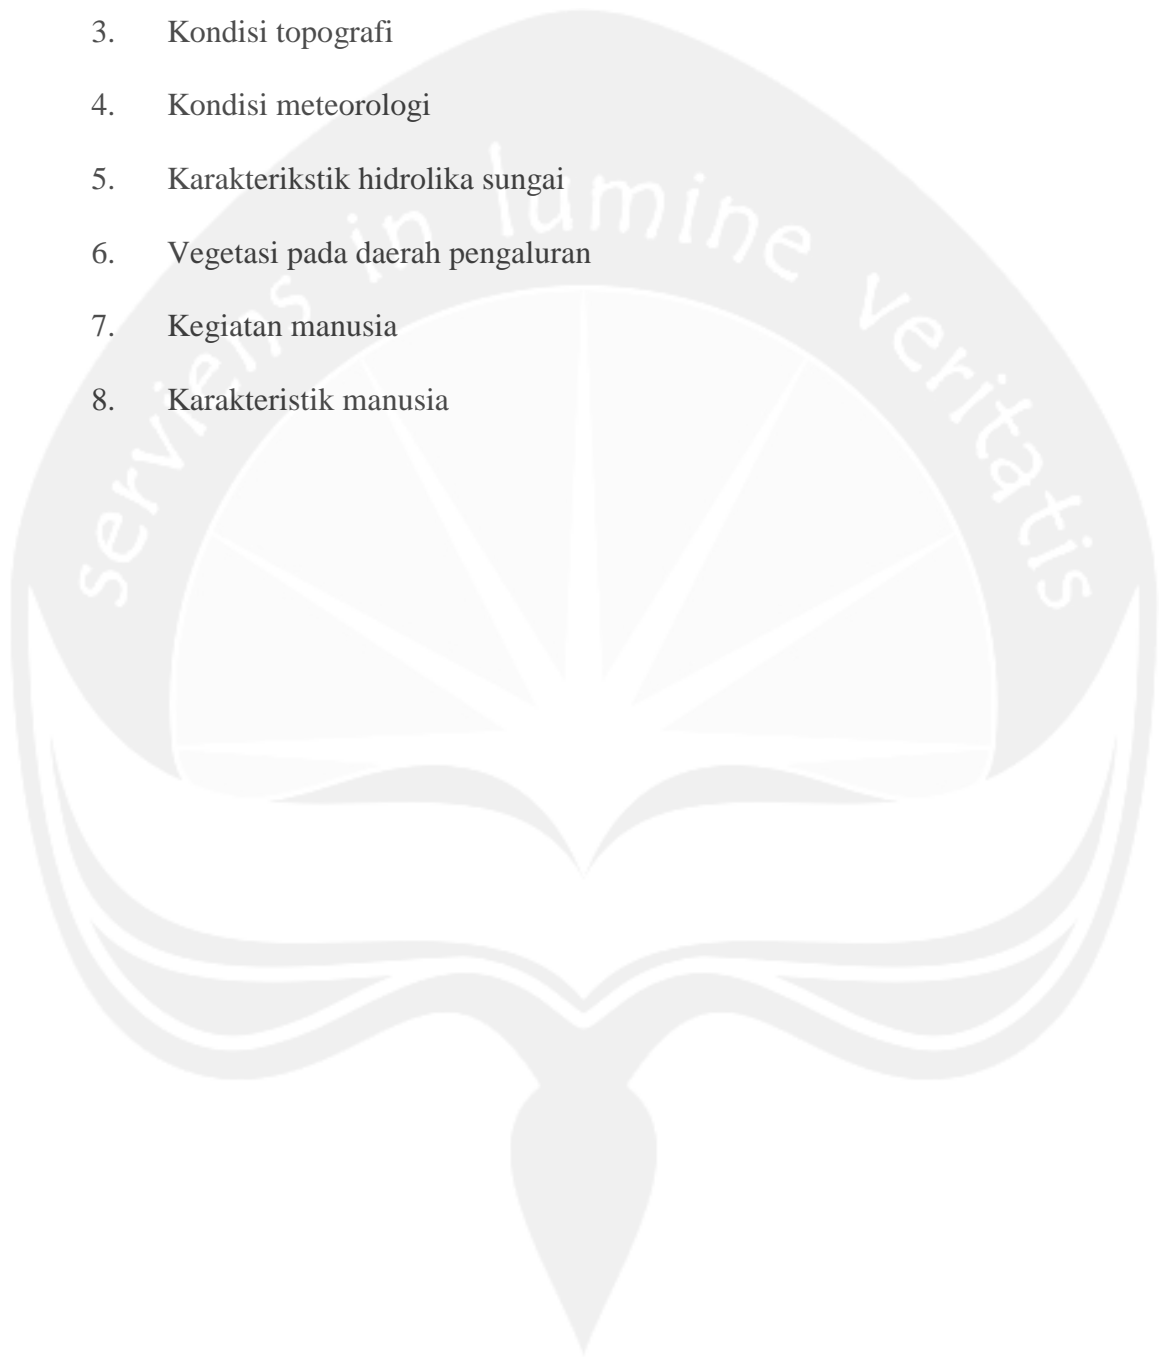 3. Kondisi topografi
4. Kondisi meteorologi
5. Karakterikstik hidrolika sungai
6. Vegetasi pada daerah pengaluran
7. Kegiatan manusia
8. Karakteristik manusia
serviens in lumine veritatis